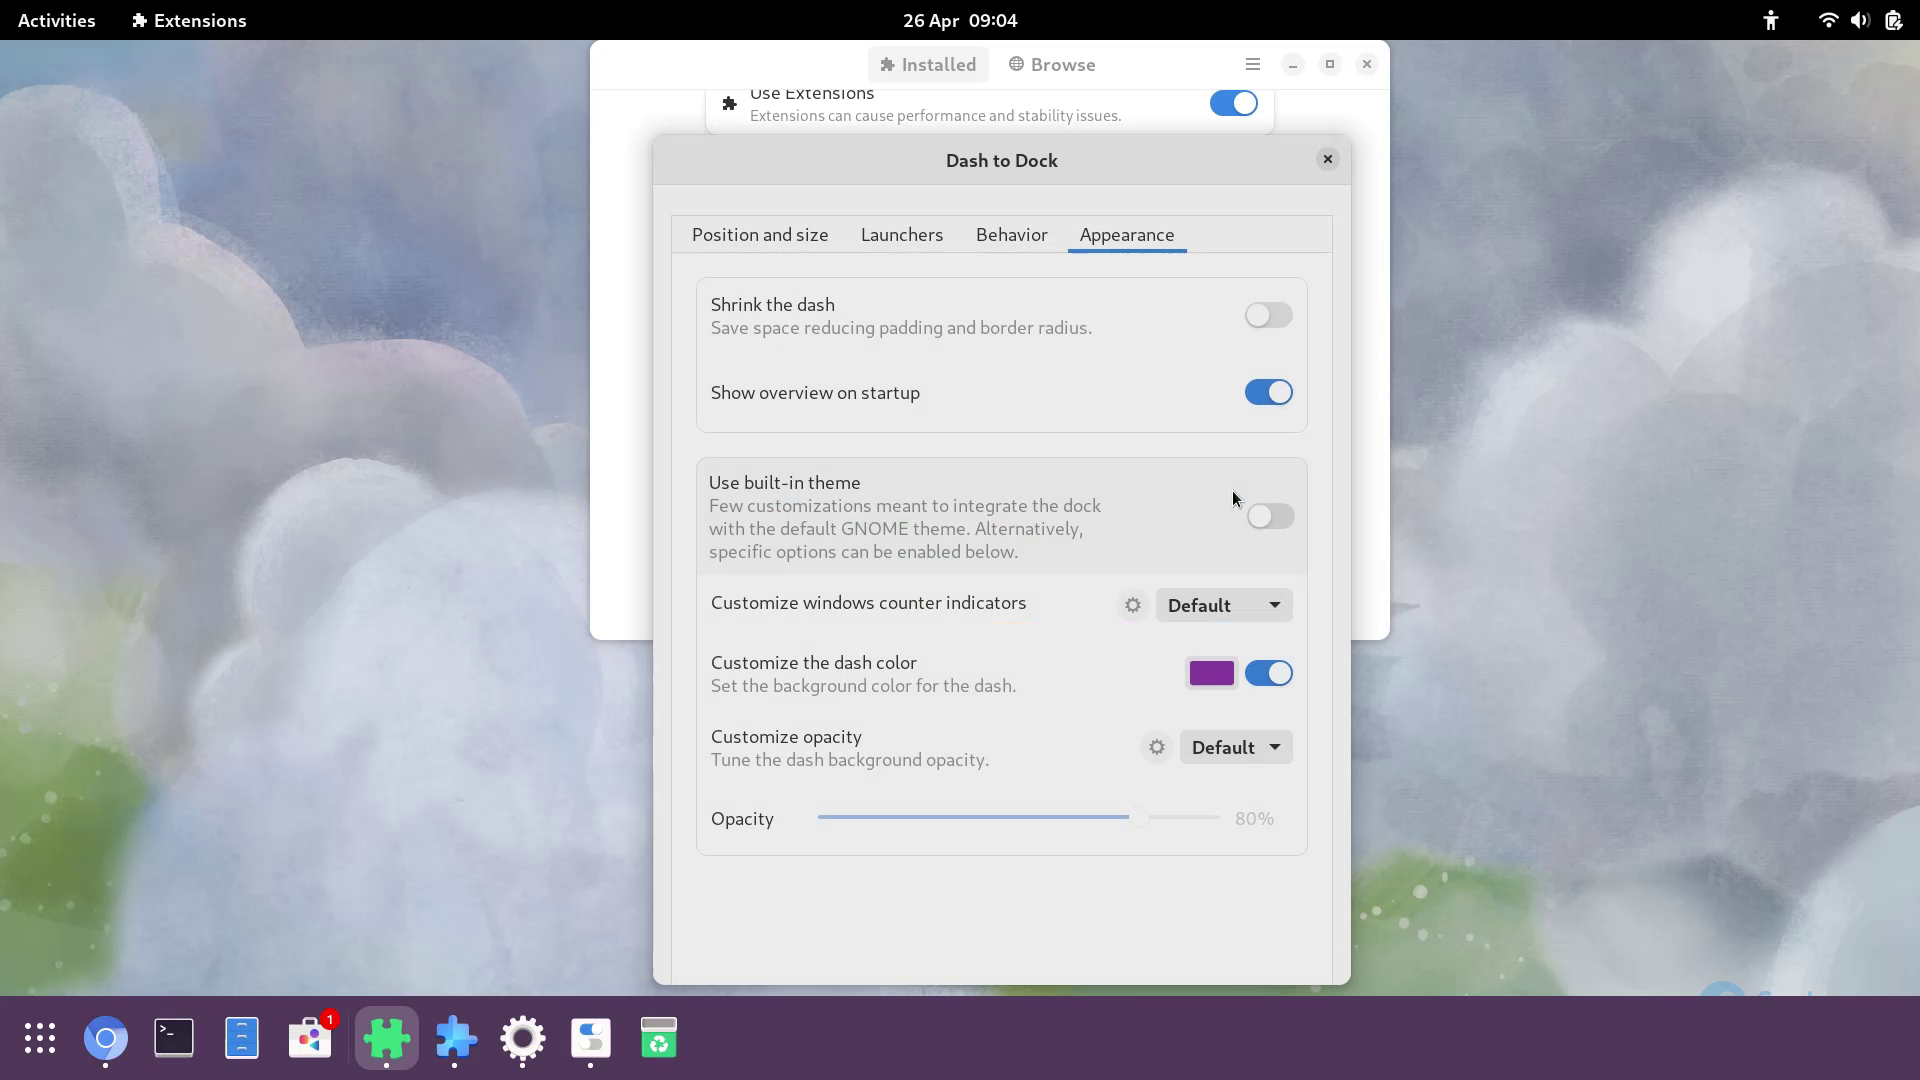 Activities
Extensions
26 Apr 09:04
Installed
Browse
Use Extensions
Extensions can cause performance and stability issues.
Dash to Dock
Position and size
Launchers
Behavior
Appearance
Shrink the dash
Save space reducing padding and border radius.
Show overview on startup
Use built-in theme
Few customizations meant to integrate the dock
with the default GNOME theme. Alternatively,
specific options can be enabled below.
Customize windows counter indicators
Default
Customize the dash color
Set the background color for the dash.
Customize opacity
Tune the dash background opacity.
Default
Opacity
80%
>_
1